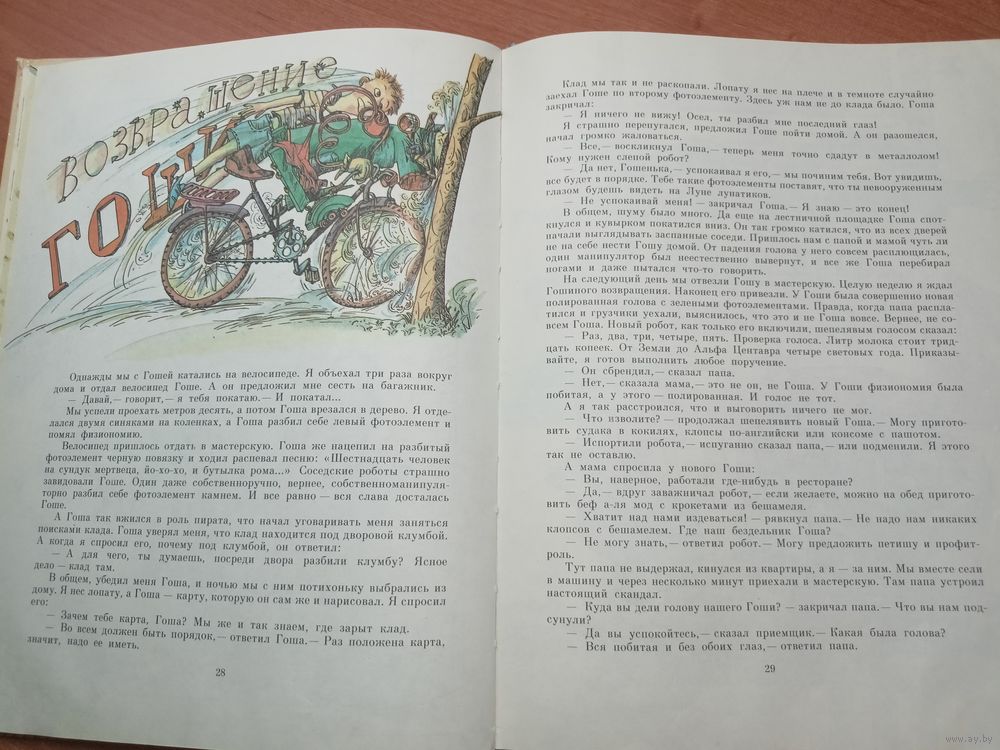 ВОЗВРАЩЕНИЕ
ГОШИ
Однажды мы с Гошей катались на велосипеде. Я объехал три раза вокруг
дома и отдал велосипед Гоше. А он предложил мне сесть на багажник.
— Давай,— говорит,— я тебя покатаю.— И покатал...
Мы успели проехать метров десять, а потом Гоша врезался в дерево. Я отде-
лался двумя синяками на коленках, а Гоша разбил себе левый фотоэлемент и
помял физиономию.
Велосипед пришлось отдать в мастерскую. Гоша же нацепил на разбитый
фотоэлемент черную повязку и ходил распевал песню: «Шестнадцать человек
на сундук мертвеца, йо-хо-хо, и бутылка рома...» Соседские роботы страшно
завидовали Гоше. Один даже собственноручно, вернее, собственноманипуля-
торно разбил себе фотоэлемент камнем. И все равно — вся слава досталась
Гоше.
А Гоша так вжился в роль пирата, что начал уговаривать меня заняться
поисками клада. Гоша уверял меня, что клад находится под дворовой клумбой.
А когда я спросил его, почему под клумбой, он ответил:
— А для чего, ты думаешь, посреди двора разбили клумбу? Ясное
дело — клад там.
В общем, убедил меня Гоша, и ночью мы с ним потихоньку выбрались из
дому. Я нес лопату, а Гоша — карту, которую он сам же и нарисовал. Я спросил
его:
— Зачем тебе карта, Гоша? Мы же и так знаем, где зарыт клад.
— Во всем должен быть порядок,— ответил Гоша.— Раз положена карта,
значит, надо ее иметь.
28
Клад мы так и не раскопали. Лопату я нес на плече и в темноте случайно
заехал Гоше по второму фотоэлементу. Здесь уж нам не до клада было. Гоша
закричал:
— Я ничего не вижу! Осел, ты разбил мне последний глаз!
Я страшно перепугался, предложил Гоше пойти домой. А он разошелся,
начал громко жаловаться.
— Все,— воскликнул Гоша,— теперь меня точно сдадут в металлолом!
Кому нужен слепой робот?
— Да нет, Гошенька,— успокаивал я его,— мы починим тебя. Вот увидишь,
все будет в порядке. Тебе такие фотоэлементы поставят, что ты невооруженным
глазом будешь видеть на Луне лунатиков.
— Не успокаивай меня! — закричал Гоша.— Я знаю — это конец!
В общем, шуму было много. Да еще на лестничной площадке Гоша спот-
кнулся и кувырком покатился вниз. Он так громко катился, что из всех дверей
начали выглядывать заспанные соседи. Пришлось нам с папой и мамой чуть ли
не на себе нести Гошу домой. От падения голова у него совсем расплющилась,
один манипулятор был неестественно вывернут, и все же Гоша перебирал
ногами и даже пытался что-то говорить.
На следующий день мы отвезли Гошу в мастерскую. Целую неделю я ждал
Гошиного возвращения. Наконец его привезли. У Гоши была совершенно новая
полированная голова с зелеными фотоэлементами. Правда, когда папа распла-
тился и грузчики уехали, выяснилось, что это и не Гоша вовсе. Вернее, не со-
всем Гоша. Новый робот, как только его включили, шепелявым голосом сказал:
— Раз, два, три, четыре, пять. Проверка голоса. Литр молока стоит трид-
цать копеек. От Земли до Альфа Центавра четыре световых года. Приказы-
вайте, я готов выполнить любое поручение.
— Он сбрендил,— сказал папа.
— Нет,— сказала мама,— это не он, не Гоша. У Гоши физиономия была
побитая, а у этого — полированная. И голос не тот.
А я так расстроился, что и выговорить ничего не мог.
— Что изволите? — продолжал шепелявить новый Гоша.— Могу пригото-
вить судака в кокилях, клопсы по-английски или консоме с пашотом.
— Испортили робота,— испуганно сказал папа,— или подменили. Я этого
так не оставлю.
А мама спросила у нового Гоши:
— Вы, наверное, работали где-нибудь в ресторане?
— Да,— вдруг заважничал робот,— если желаете, можно на обед пригото-
вить беф а-ля мод с крокетами из бешамеля.
— Хватит над нами издеваться! — рявкнул папа.— Не надо нам никаких
клопсов с бешамелем. Где наш бездельник Гоша?
— Не могу знать,— ответил робот.— Могу предложить петишу и профит-
роль.
Тут папа не выдержал, кинулся из квартиры, а я — за ним. Мы вместе сели
в машину и через несколько минут приехали в мастерскую. Там папа устроил
настоящий скандал.
— Куда вы дели голову нашего Гоши? — закричал папа.— Что вы нам под-
сунули?
— Да вы успокойтесь,— сказал приемщик.— Какая была голова?
— Вся побитая и без обоих глаз,— ответил папа.
29
www.ay.by